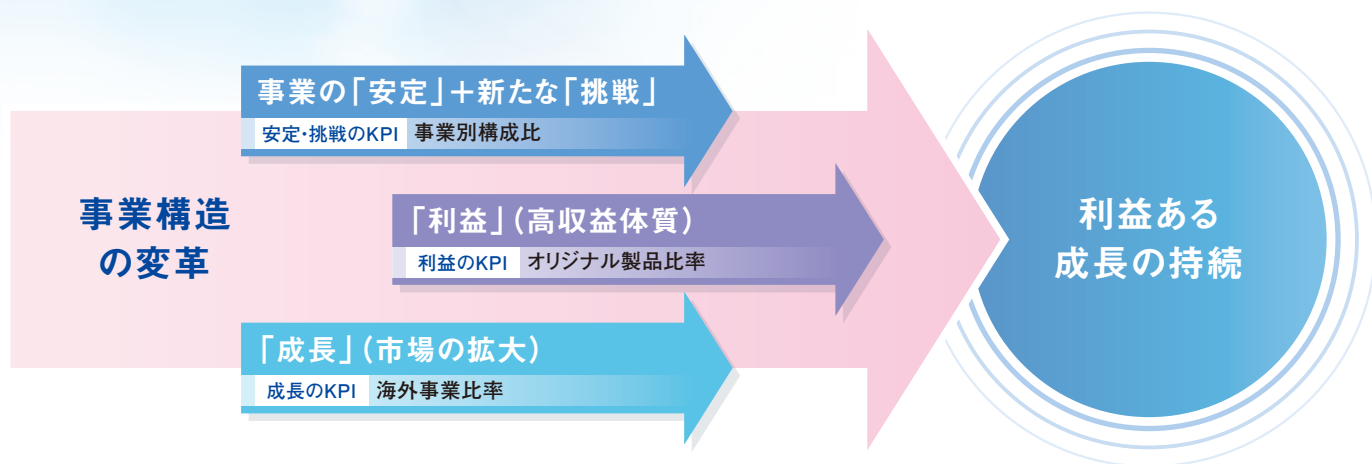 事業構造
の変革
事業の「安定」＋新たな「挑戦」
安定・挑戦のKPI 事業別構成比
「利益」（高収益体質）
利益のKPI オリジナル製品比率
「成長」（市場の拡大）
成長のKPI 海外事業比率
利益ある
成長の持続